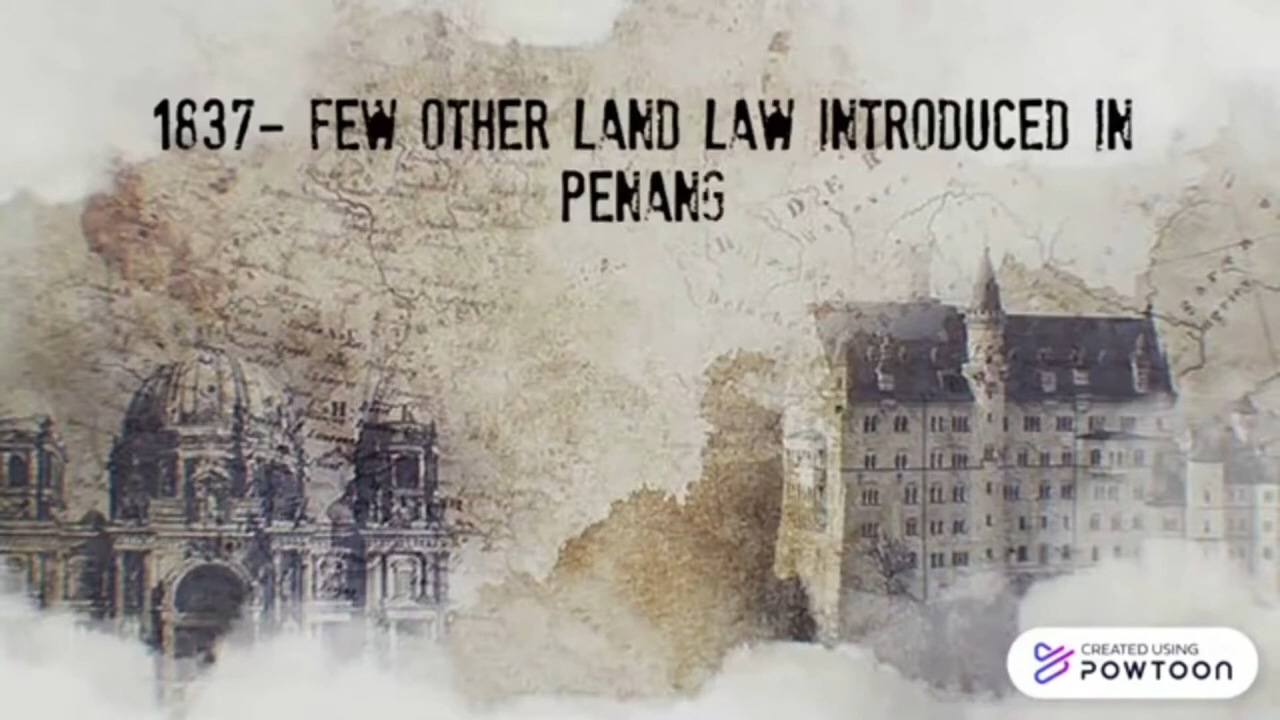 1837- FEW OTHER LAND LAW INTRODUCED IN
PENANG
CREATED USING
POWTOON